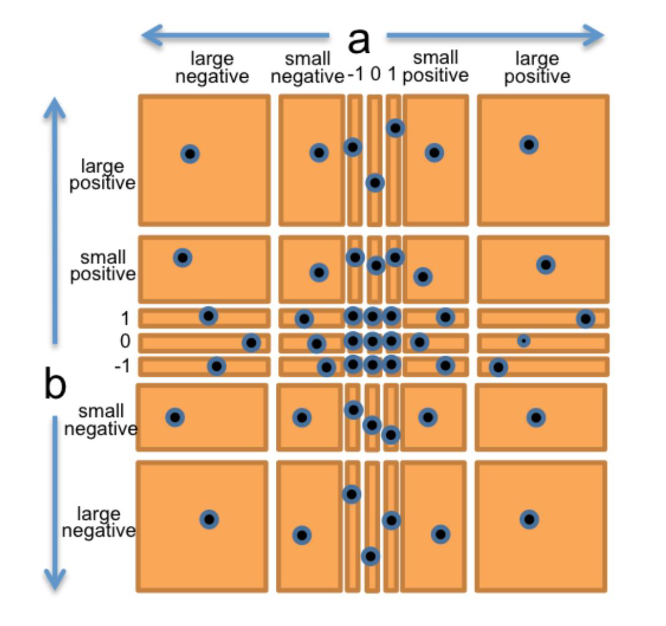 a
large
negative
small
negative
-1 0 1
small
positive
large
positive
large
positive
small
positive
1
0
-1
b
small
negative
large
negative